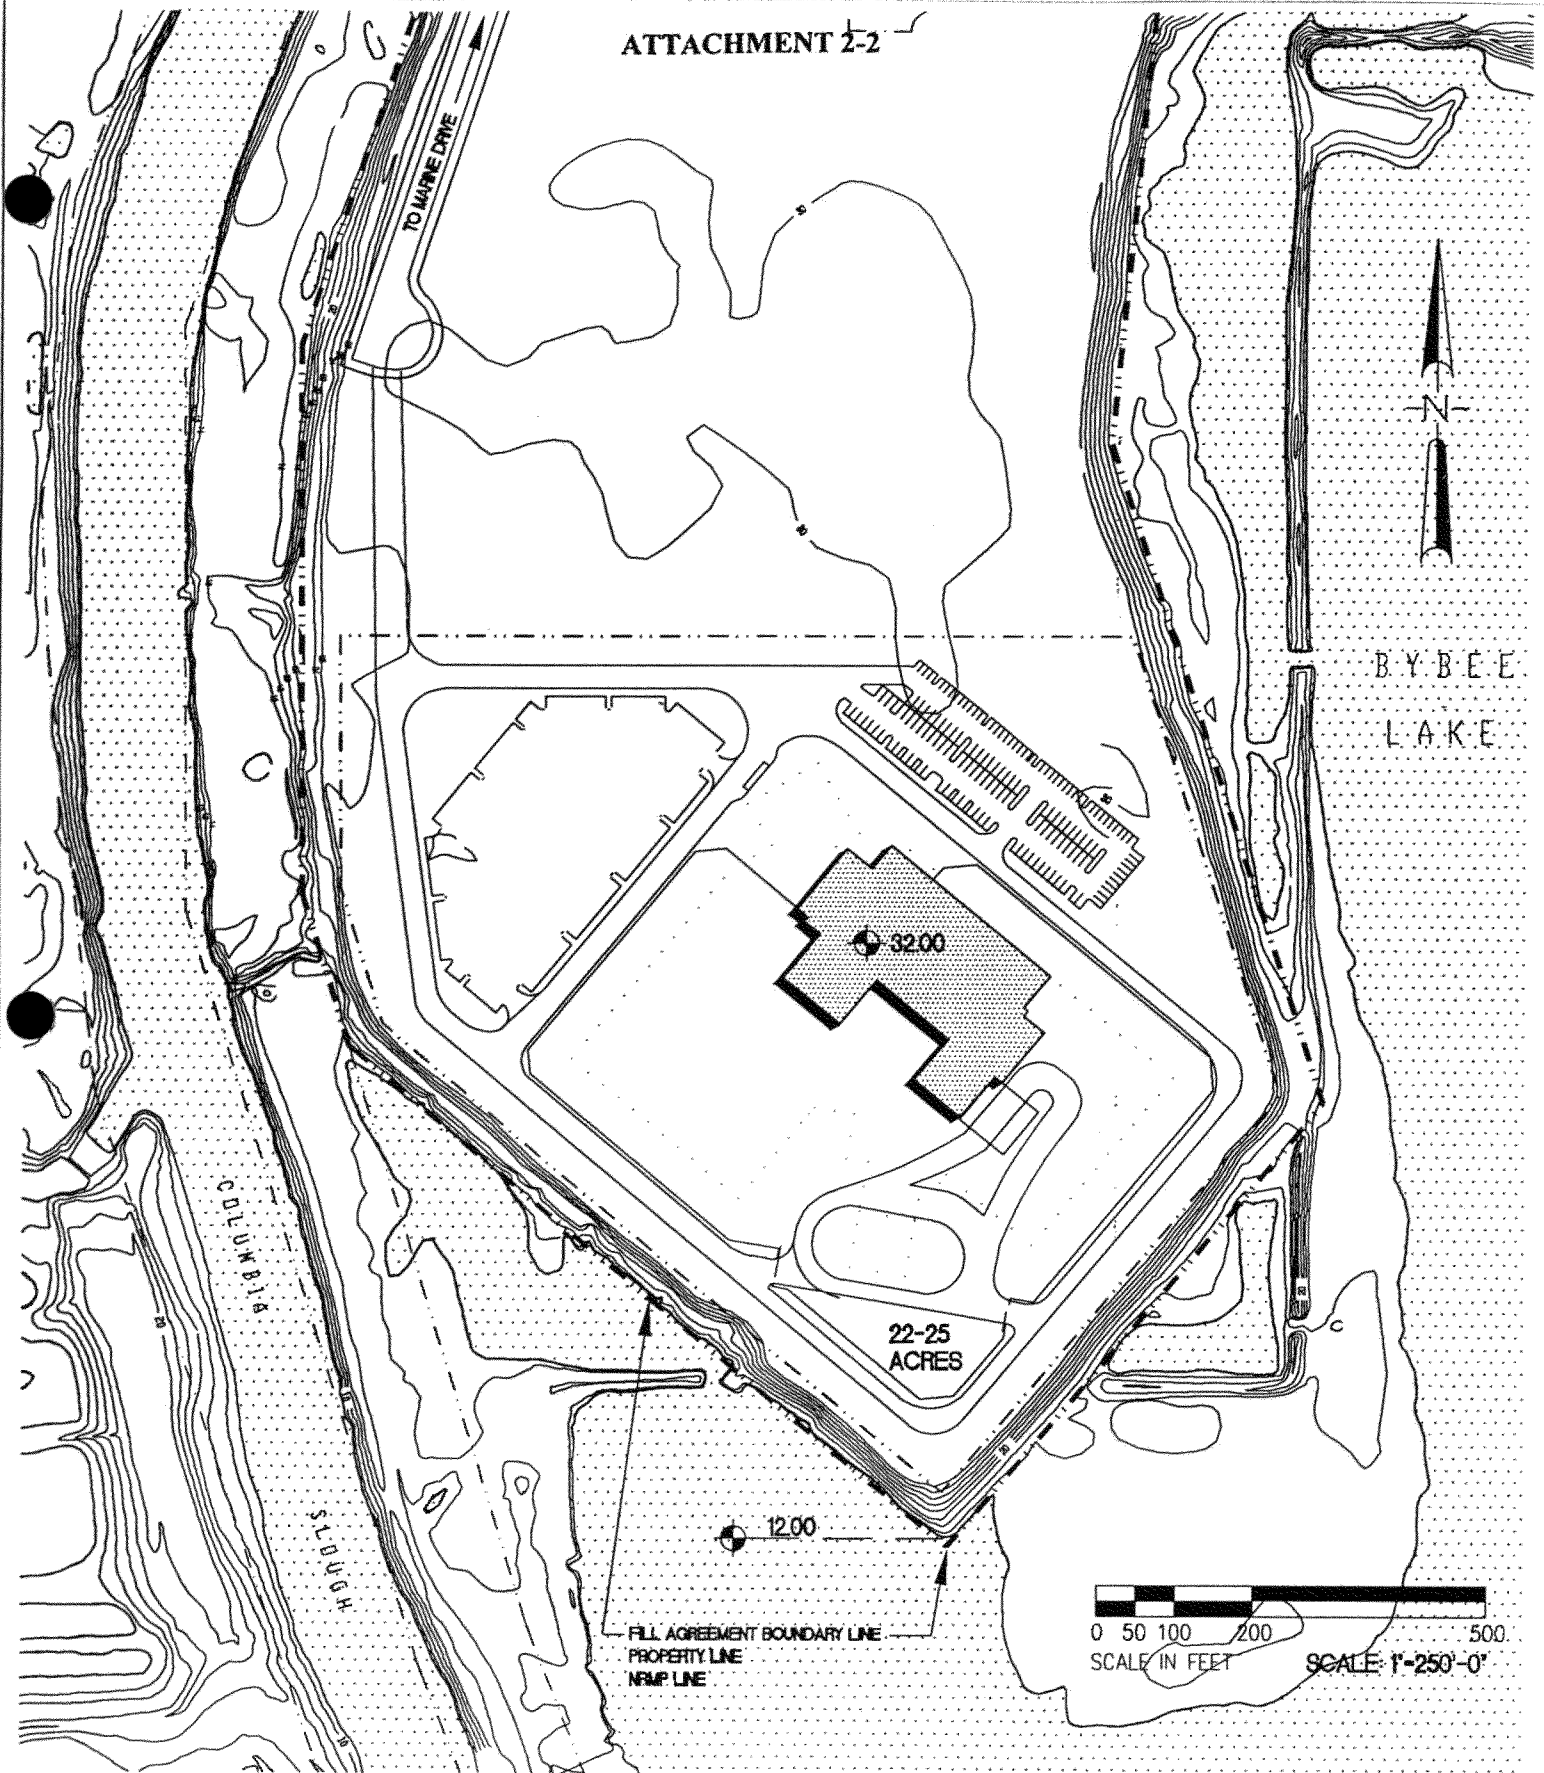 ATTACHMENT 2-2
TO MARINE DRIVE
N
BYBEE
LAKE
32.00
COLUMBIA
SLOUGH
22-25
ACRES
12.00
FILL AGREEMENT BOUNDARY LINE
PROPERTY LINE
NRMP LINE
0 50 100 200 500
SCALE IN FEET
SCALE: 1"=250'-0"